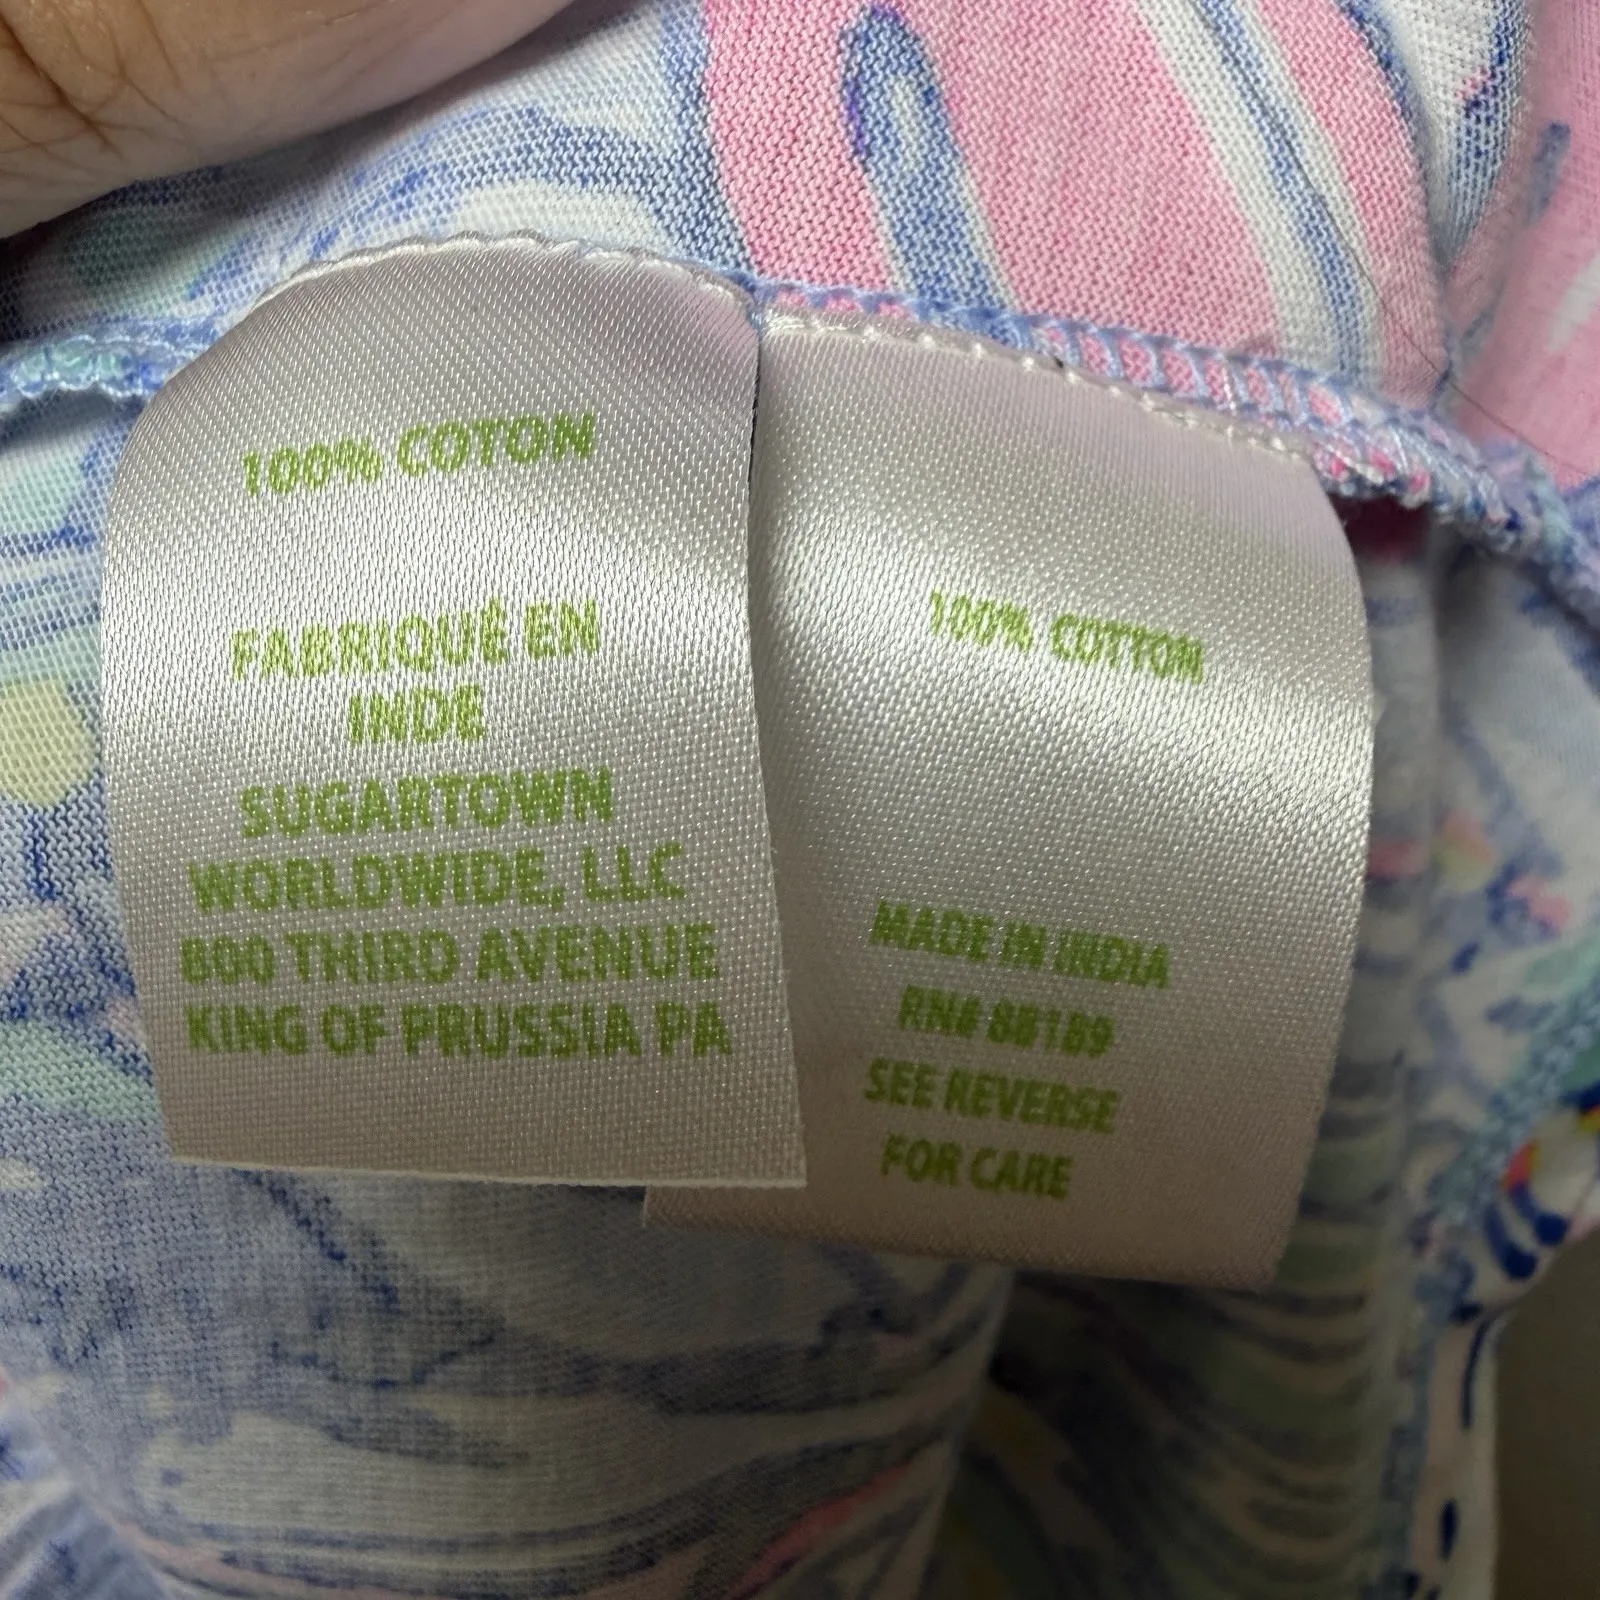 100% COTON
FABRIQUÉ EN
INDE
SUGARTOWN
WORLDWIDE, LLC
800 THIRD AVENUE
KING OF PRUSSIA PA
100% COTTON
MADE IN INDIA
RN# 88189
SEE REVERSE
FOR CARE